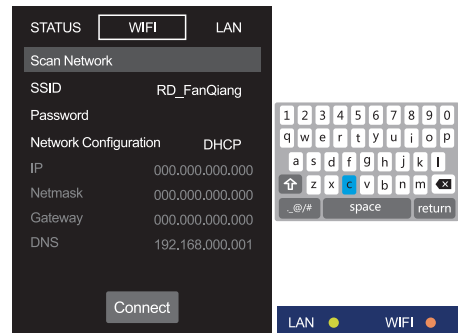 STATUS WIFI LAN
Scan Network
SSID RD_FanQiang
Password
Network Configuration DHCP
IP 000.000.000.000
Netmask 000.000.000.000
Gateway 000.000.000.000
DNS 192.168.000.001
Connect
1 2 3 4 5 6 7 8 9 0
q w e r t y u i o p
a s d f g h j k l
z x c v b n m
._@/# space return
LAN WIFI